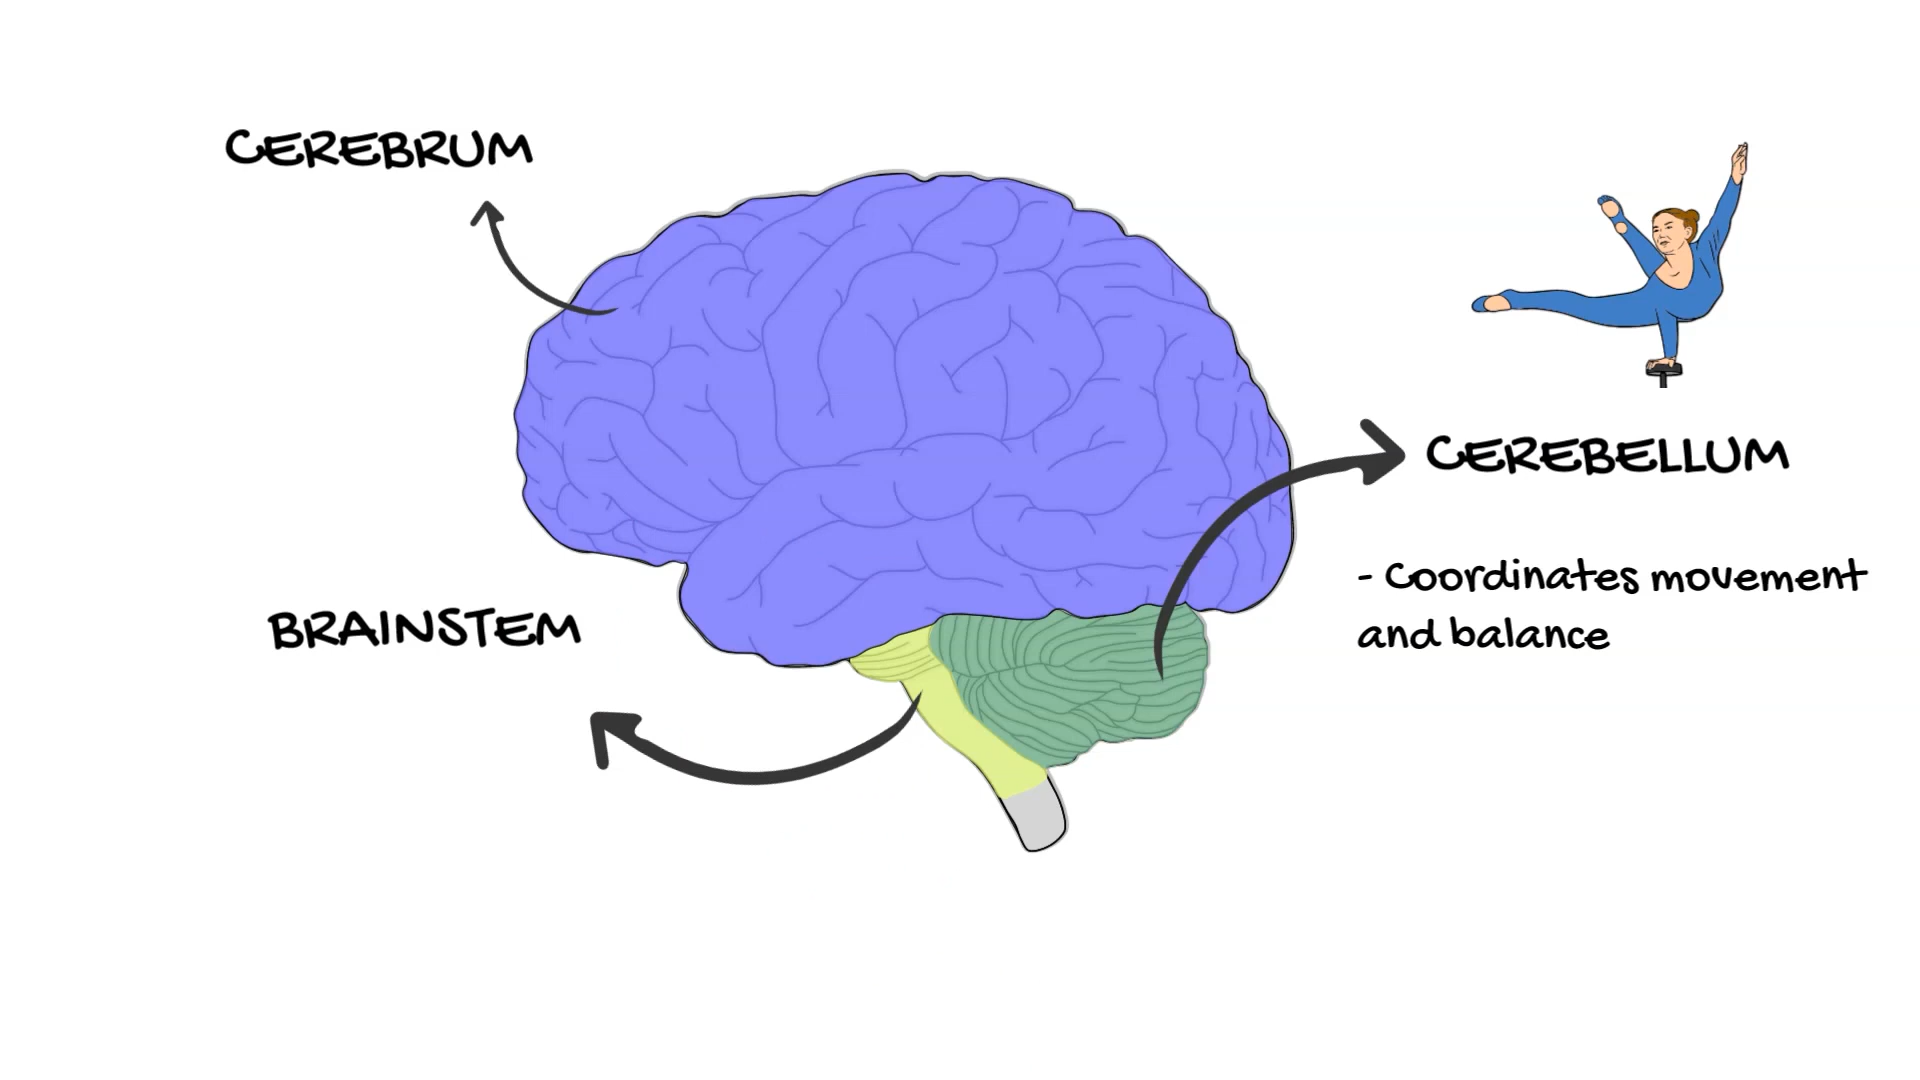 CEREBRUM
CEREBELLUM
- Coordinates movement
and balance
BRAINSTEM